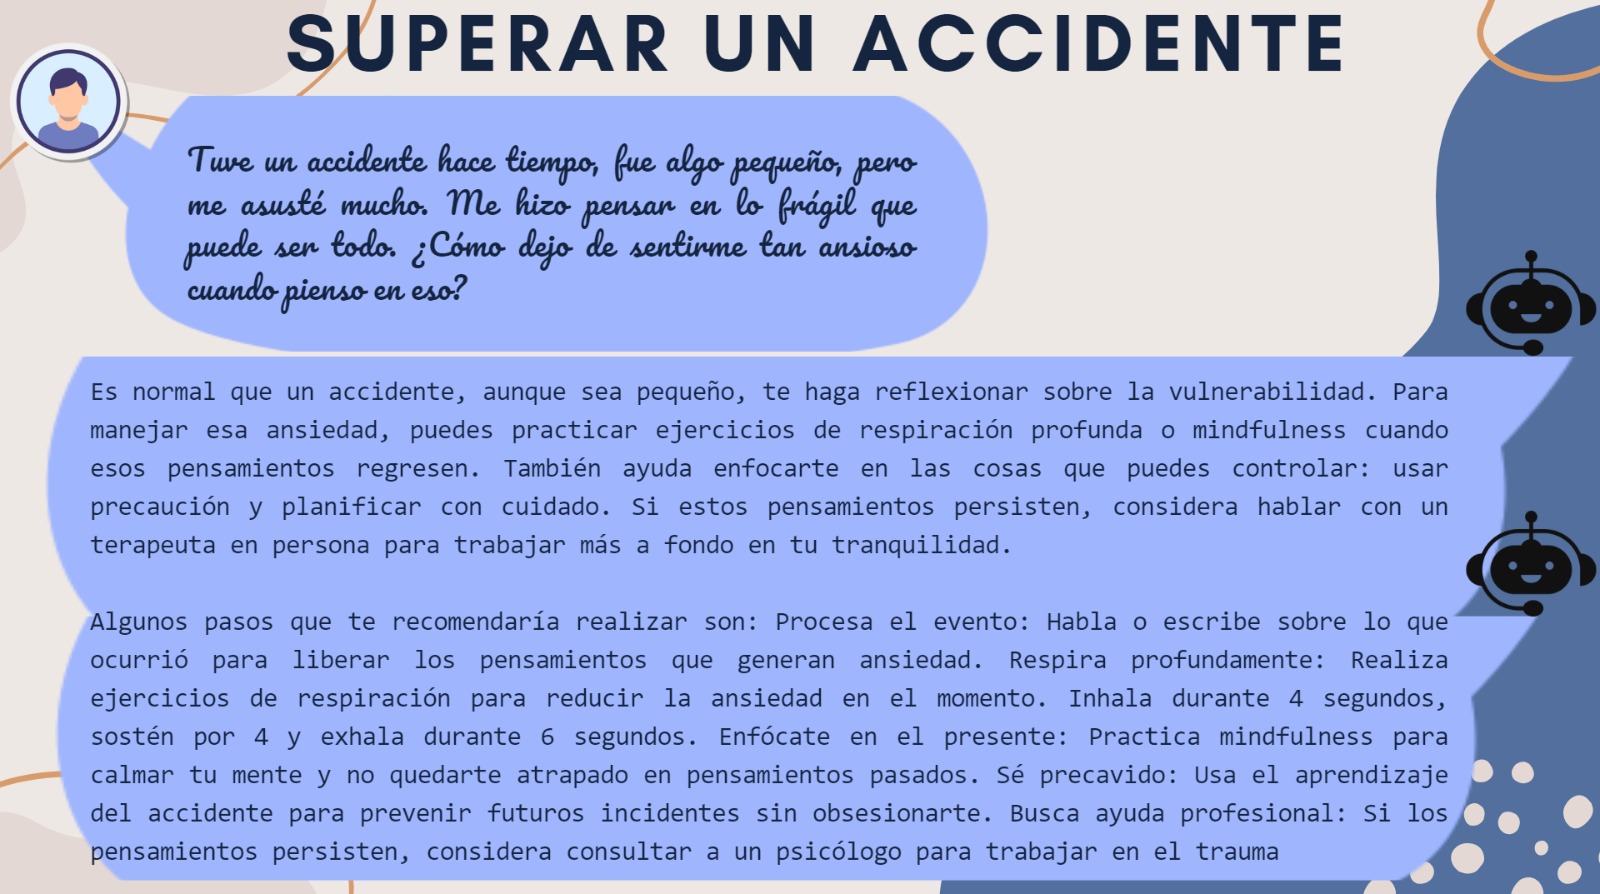 SUPERAR UN ACCIDENTE
Tuve un accidente hace tiempo, fue algo pequeño, pero
me asusté mucho. Me hizo pensar en lo frágil que
puede ser todo. ¿Cómo dejo de sentirme tan ansioso
cuando pienso en eso?
Es normal que un accidente, aunque sea pequeño, te haga reflexionar sobre la vulnerabilidad. Para
manejar esa ansiedad, puedes practicar ejercicios de respiración profunda o mindfulness cuando
esos pensamientos regresen. También ayuda enfocarte en las cosas que puedes controlar: usar
precaución y planificar con cuidado. Si estos pensamientos persisten, considera hablar con un
terapeuta en persona para trabajar más a fondo en tu tranquilidad.
Algunos pasos que te recomendaría realizar son: Procesa el evento: Habla o escribe sobre lo que
ocurrió para liberar los pensamientos que generan ansiedad. Respira profundamente: Realiza
ejercicios de respiración para reducir la ansiedad en el momento. Inhala durante 4 segundos,
sostén por 4 y exhala durante 6 segundos. Enfócate en el presente: Practica mindfulness para
calmar tu mente y no quedarte atrapado en pensamientos pasados. Sé precavido: Usa el aprendizaje
del accidente para prevenir futuros incidentes sin obsesionarte. Busca ayuda profesional: Si los
pensamientos persisten, considera consultar a un psicólogo para trabajar en el trauma